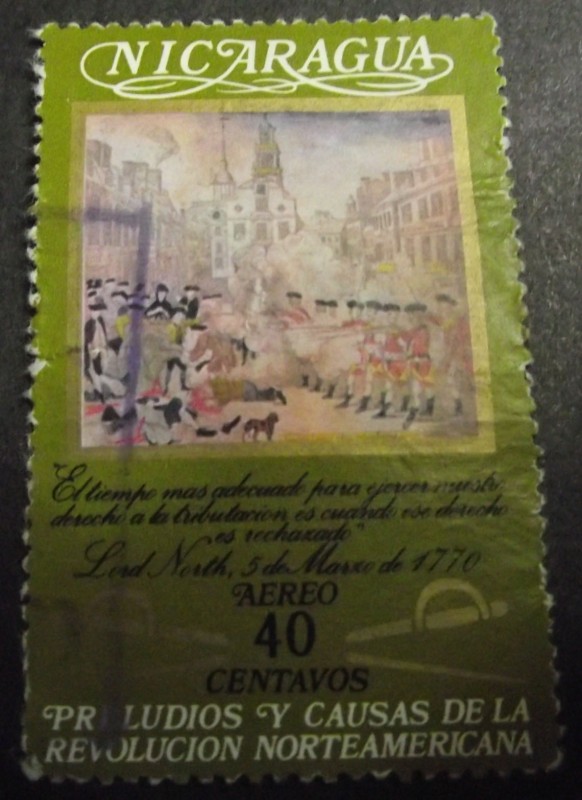 NICARAGUA
"El tiempo mas adecuado para ejercer nuestro
derecho a la tributacion es cuando ese derecho
es rechazado"
Lord North, 5 de Marzo de 1770
AEREO
40
CENTAVOS
PRELUDIOS Y CAUSAS DE LA
REVOLUCION NORTEAMERICANA